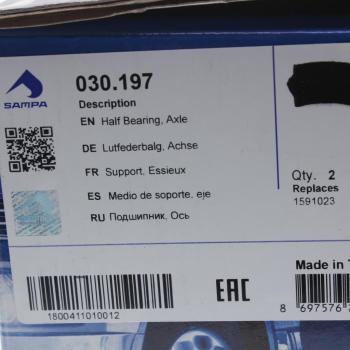 SAMPA
030.197
Description
EN Half Bearing, Axle
DE Lutfederbalg, Achse
FR Support, Essieux
ES Medio de soporte, eje
RU Подшипник, Ось
Qty. 2
Replaces
1591023
Made in
1800411010012
EAC
8 697576